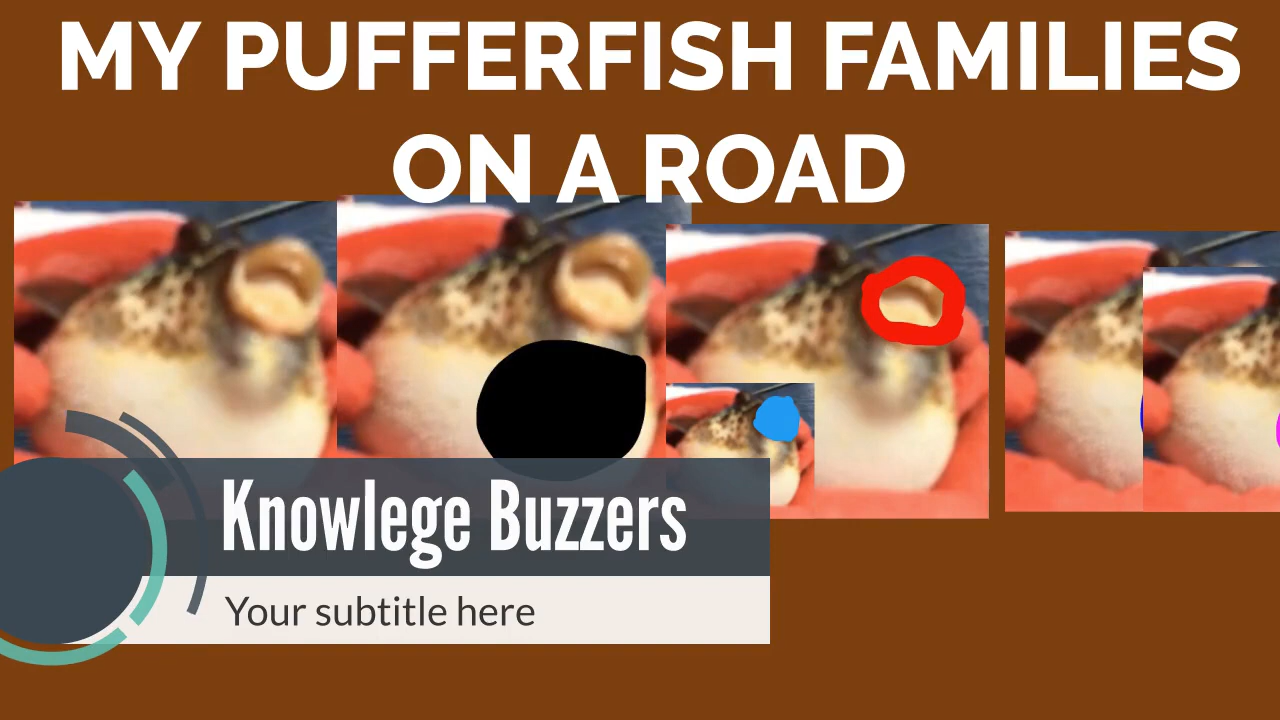 MY PUFFERFISH FAMILIES
ON A ROAD
Knowlege Buzzers
Your subtitle here